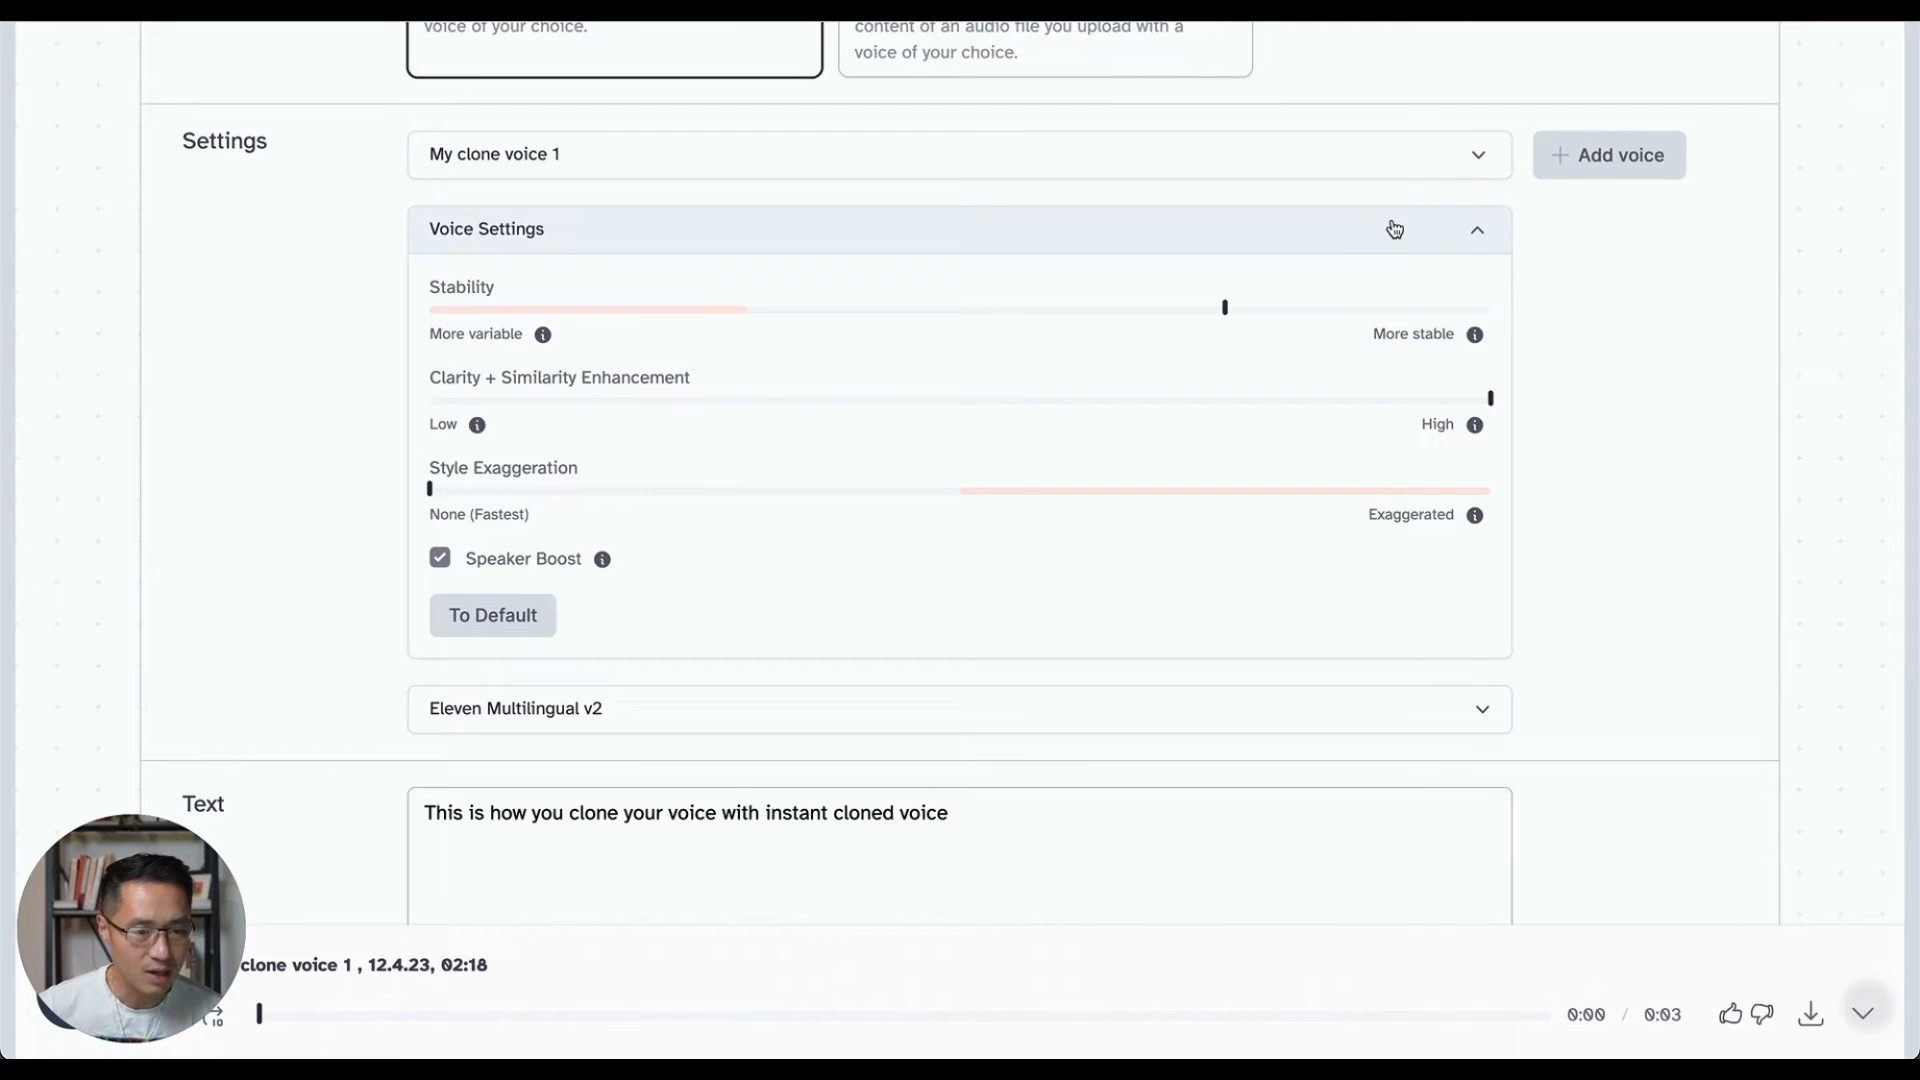 voice of your choice.
content of an audio file you upload with a
voice of your choice.
Settings
My clone voice 1
+ Add voice
Voice Settings
Stability
More variable
More stable
Clarity + Similarity Enhancement
Low
High
Style Exaggeration
None (Fastest)
Exaggerated
Speaker Boost
To Default
Eleven Multilingual v2
Text
This is how you clone your voice with instant cloned voice
clone voice 1 , 12.4.23, 02:18
10
0:00 / 0:03